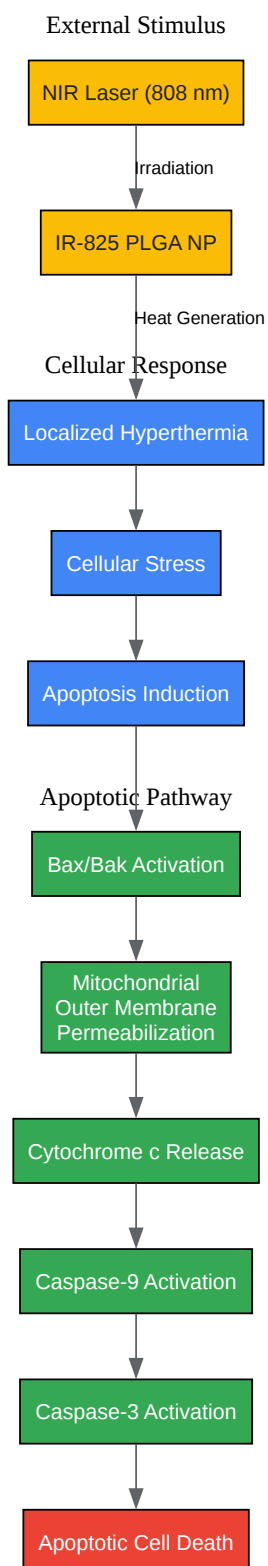 External Stimulus
NIR Laser (808 nm)
Irradiation
IR-825 PLGA NP
Heat Generation
Cellular Response
Localized Hyperthermia
Cellular Stress
Apoptosis Induction
Apoptotic Pathway
Bax/Bak Activation
Mitochondrial
Outer Membrane
Permeabilization
Cytochrome c Release
Caspase-9 Activation
Caspase-3 Activation
Apoptotic Cell Death